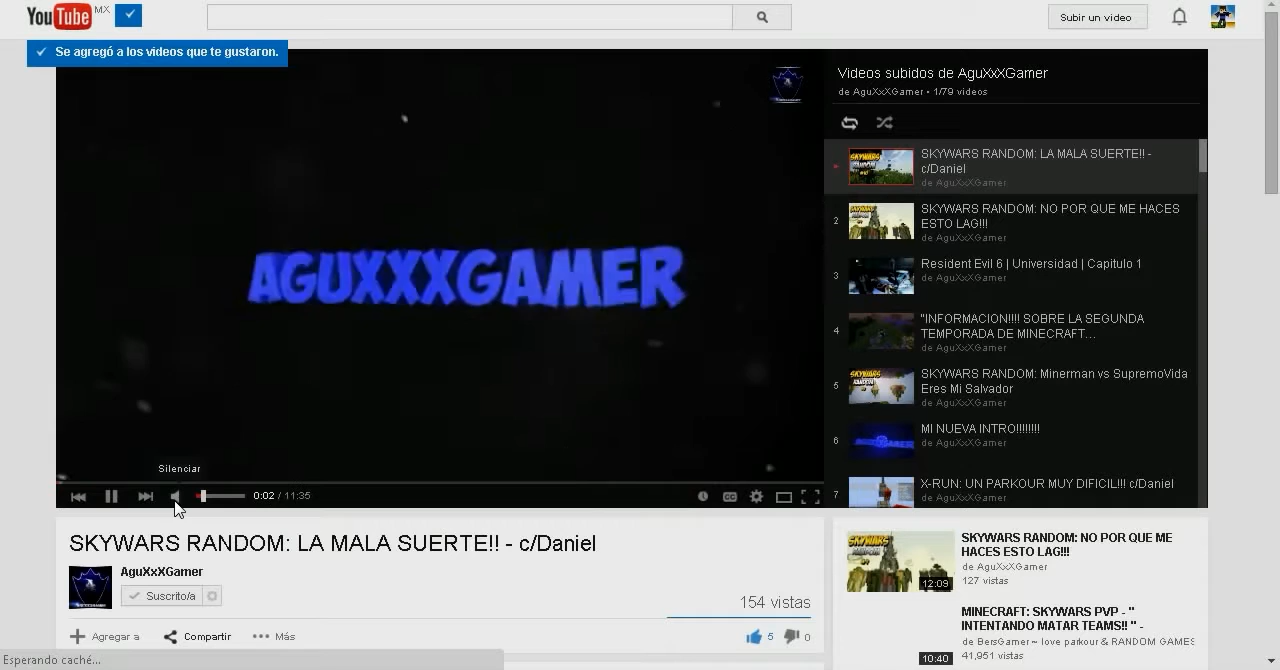 YouTube MX
Subir un video
Se agregó a los videos que te gustaron.
AGUXXXGAMER
Videos subidos de AguXxXGamer
de AguXxXGamer • 1/79 videos
SKYWARS RANDOM: LA MALA SUERTE!! -
c/Daniel
de AguXxXGamer
2
SKYWARS RANDOM: NO POR QUE ME HACES
ESTO LAG!!!
de AguXxXGamer
3
Resident Evil 6 | Universidad | Capitulo 1
de AguXxXGamer
4
"INFORMACION!!!! SOBRE LA SEGUNDA
TEMPORADA DE MINECRAFT...
de AguXxXGamer
5
SKYWARS RANDOM: Minerman vs SupremoVida
Eres Mi Salvador
de AguXxXGamer
6
MI NUEVA INTRO!!!!!!!!
de AguXxXGamer
7
X-RUN: UN PARKOUR MUY DIFICIL!!! c/Daniel
Silenciar
0:02 / 11:35
CC
SKYWARS RANDOM: LA MALA SUERTE!! - c/Daniel
AguXxXGamer
Suscrito/a
154 vistas
Agregar a
Compartir
Más
5
0
SKYWARS RANDOM: NO POR QUE ME
HACES ESTO LAG!!!
de AguXxXGamer
127 vistas
12:09
MINECRAFT: SKYWARS PVP - "
INTENTANDO MATAR TEAMS!! " -
de BersGamer ~ love parkour & RANDOM GAMES
41,951 vistas
10:40
Esperando caché...